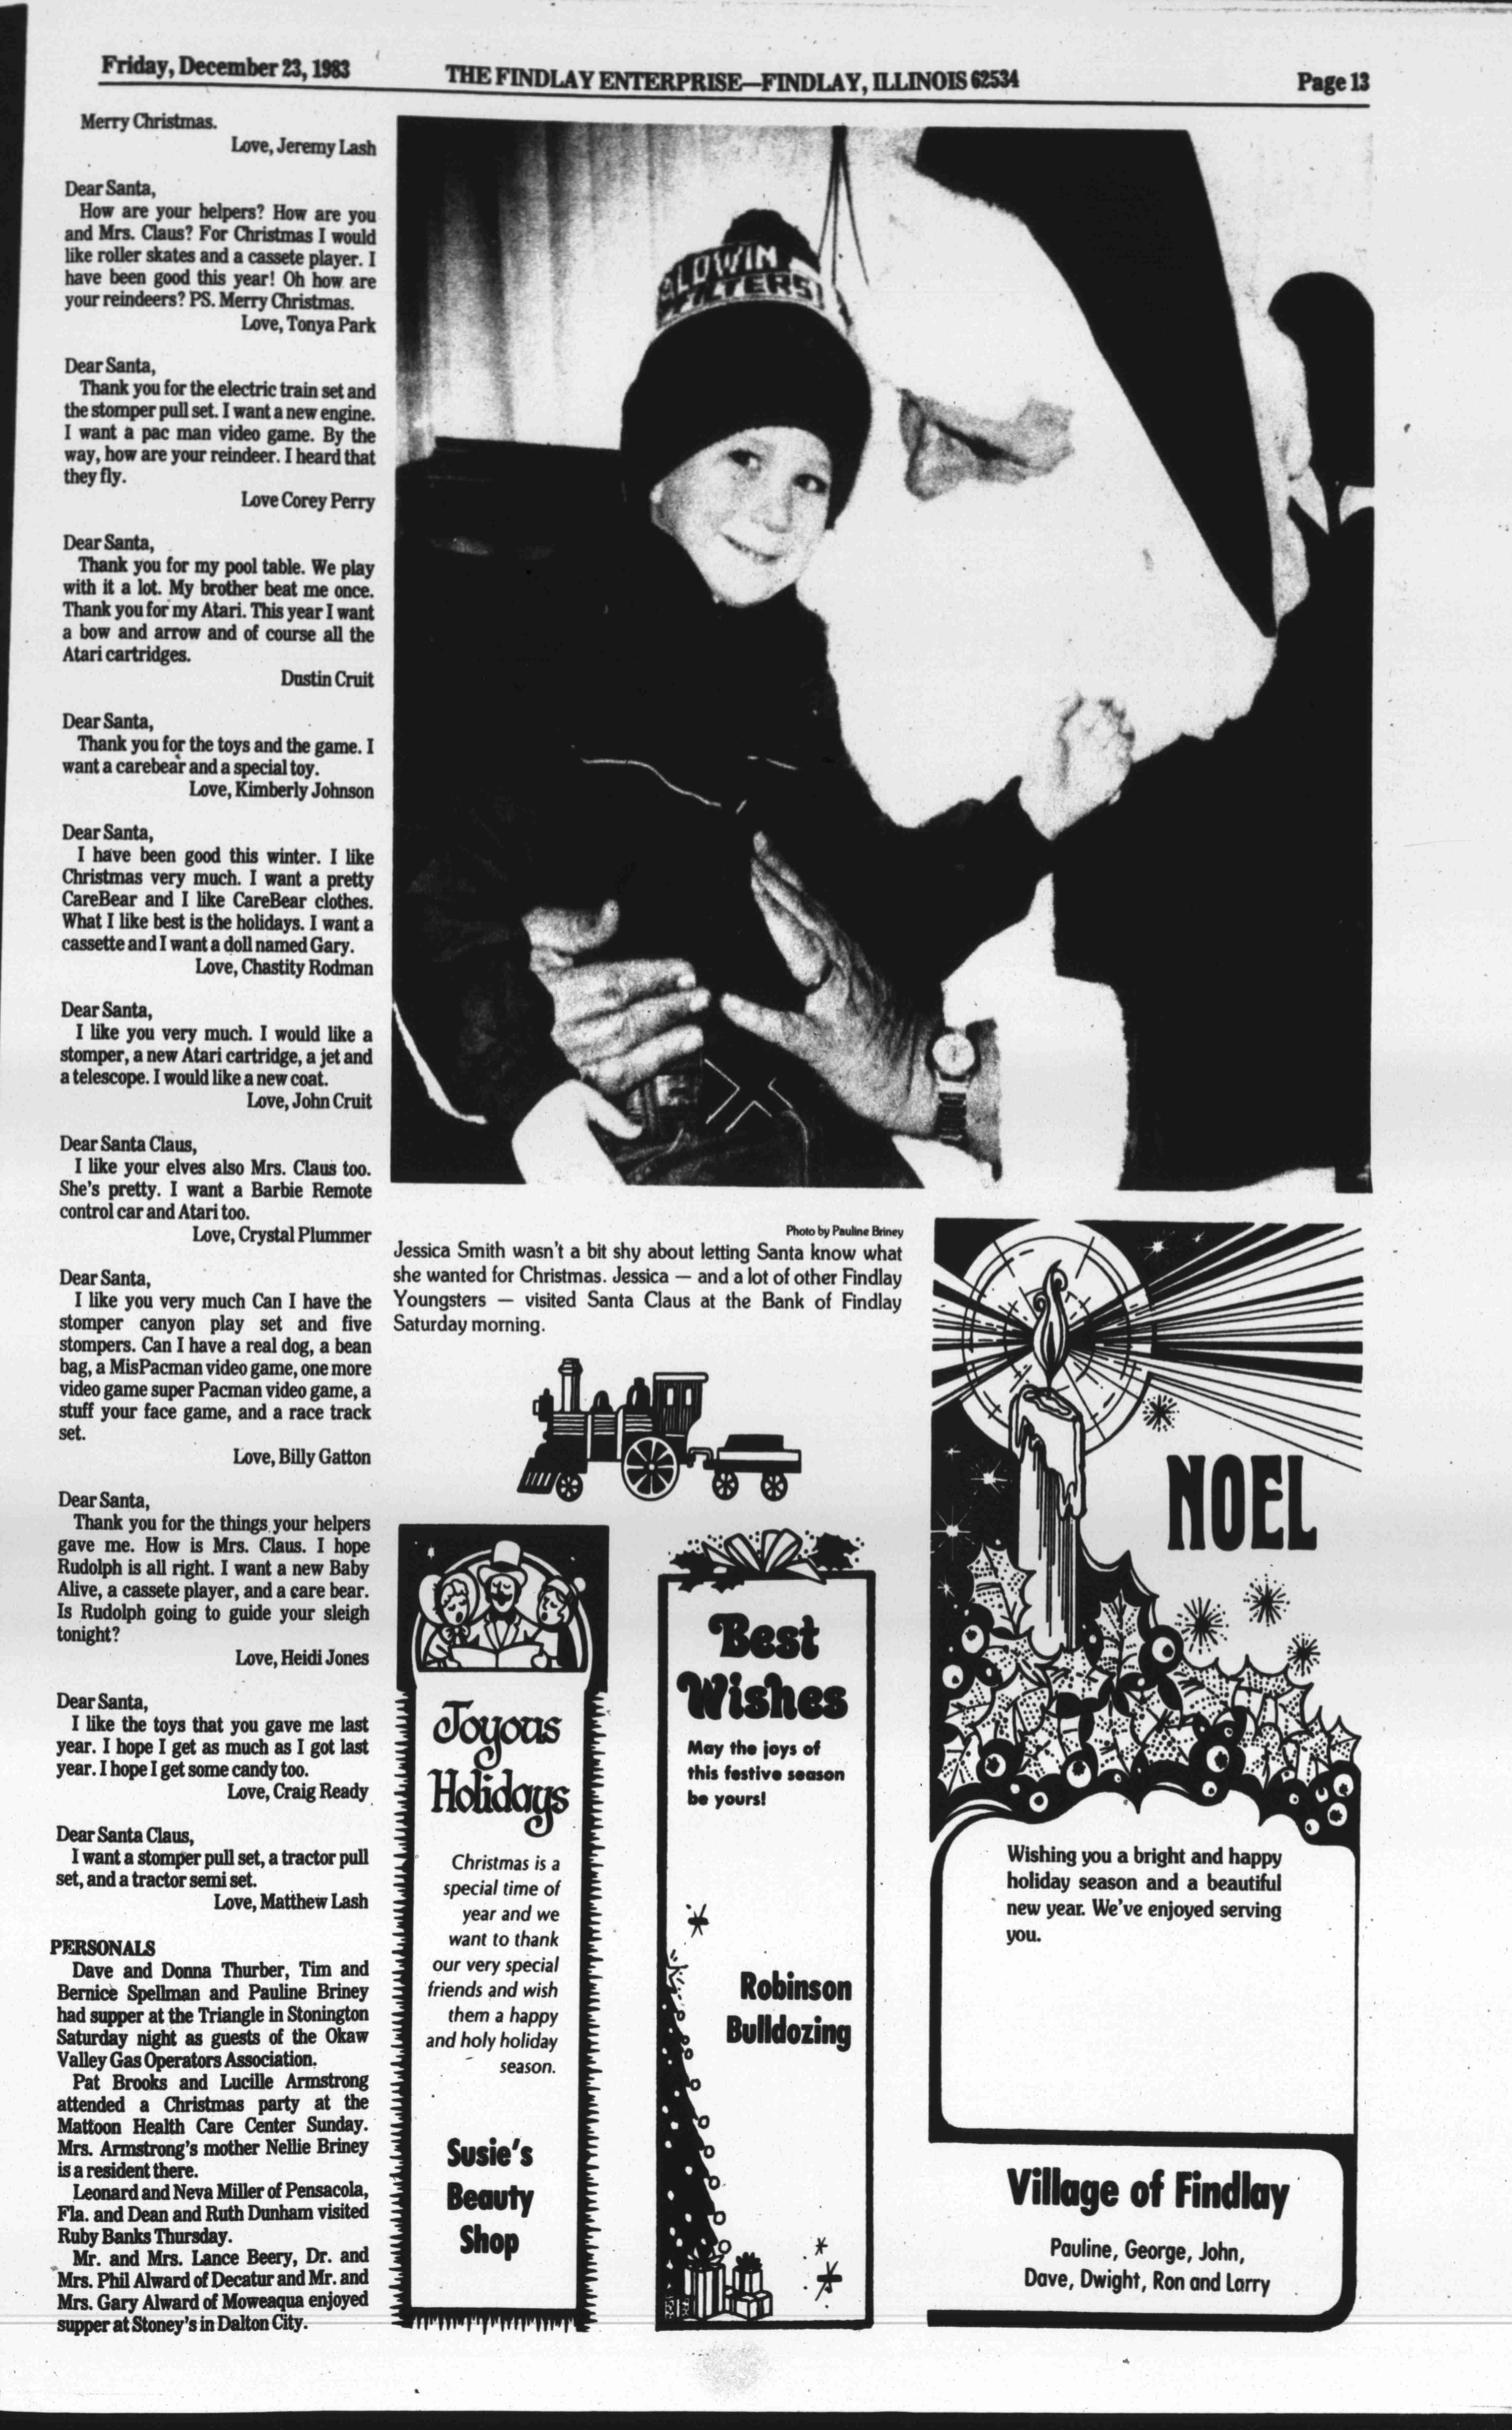 Friday, December 23, 1983
THE FINDLAY ENTERPRISE—FINDLAY, ILLINOIS 62534
Page 13
Merry Christmas.
Love, Jeremy Lash
Dear Santa,
How are your helpers? How are you
and Mrs. Claus? For Christmas I would
like roller skates and a cassete player. I
have been good this year! Oh how are
your reindeers? PS. Merry Christmas.
Love, Tonya Park
Dear Santa,
Thank you for the electric train set and
the stomper pull set. I want a new engine.
I want a pac man video game. By the
way, how are your reindeer. I heard that
they fly.
Love Corey Perry
Dear Santa,
Thank you for my pool table. We play
with it a lot. My brother beat me once.
Thank you for my Atari. This year I want
a bow and arrow and of course all the
Atari cartridges.
Dustin Cruit
Dear Santa,
Thank you for the toys and the game. I
want a carebear and a special toy.
Love, Kimberly Johnson
Dear Santa,
I have been good this winter. I like
Christmas very much. I want a pretty
CareBear and I like CareBear clothes.
What I like best is the holidays. I want a
cassette and I want a doll named Gary.
Love, Chastity Rodman
Dear Santa,
I like you very much. I would like a
stomper, a new Atari cartridge, a jet and
a telescope. I would like a new coat.
Love, John Cruit
Dear Santa Claus,
I like your elves also Mrs. Claus too.
She's pretty. I want a Barbie Remote
control car and Atari too.
Love, Crystal Plummer
Dear Santa,
I like you very much Can I have the
stomper canyon play set and five
stompers. Can I have a real dog, a bean
bag, a MisPacman video game, one more
video game super Pacman video game, a
stuff your face game, and a race track
set.
Love, Billy Gatton
Dear Santa,
Thank you for the things your helpers
gave me. How is Mrs. Claus. I hope
Rudolph is all right. I want a new Baby
Alive, a cassete player, and a care bear.
Is Rudolph going to guide your sleigh
tonight?
Love, Heidi Jones
Dear Santa,
I like the toys that you gave me last
year. I hope I get as much as I got last
year. I hope I get some candy too.
Love, Craig Ready
Dear Santa Claus,
I want a stomper pull set, a tractor pull
set, and a tractor semi set.
Love, Matthew Lash
PERSONALS
Dave and Donna Thurber, Tim and
Bernice Spellman and Pauline Briney
had supper at the Triangle in Stonington
Saturday night as guests of the Okaw
Valley Gas Operators Association.
Pat Brooks and Lucille Armstrong
attended a Christmas party at the
Mattoon Health Care Center Sunday.
Mrs. Armstrong's mother Nellie Briney
is a resident there.
Leonard and Neva Miller of Pensacola,
Fla. and Dean and Ruth Dunham visited
Ruby Banks Thursday.
Mr. and Mrs. Lance Beery, Dr. and
Mrs. Phil Alward of Decatur and Mr. and
Mrs. Gary Alward of Moweaqua enjoyed
supper at Stoney's in Dalton City.
ALDWIN
FILTERS!
Photo by Pauline Briney
Jessica Smith wasn't a bit shy about letting Santa know what
she wanted for Christmas. Jessica — and a lot of other Findlay
Youngsters — visited Santa Claus at the Bank of Findlay
Saturday morning.
Joyous
Holidays
Christmas is a
special time of
year and we
want to thank
our very special
friends and wish
them a happy
and holy holiday
season.
Susie's
Beauty
Shop
Best
Wishes
May the joys of
this festive season
be yours!
Robinson
Bulldozing
NOEL
Wishing you a bright and happy
holiday season and a beautiful
new year. We've enjoyed serving
you.
Village of Findlay
Pauline, George, John,
Dave, Dwight, Ron and Larry